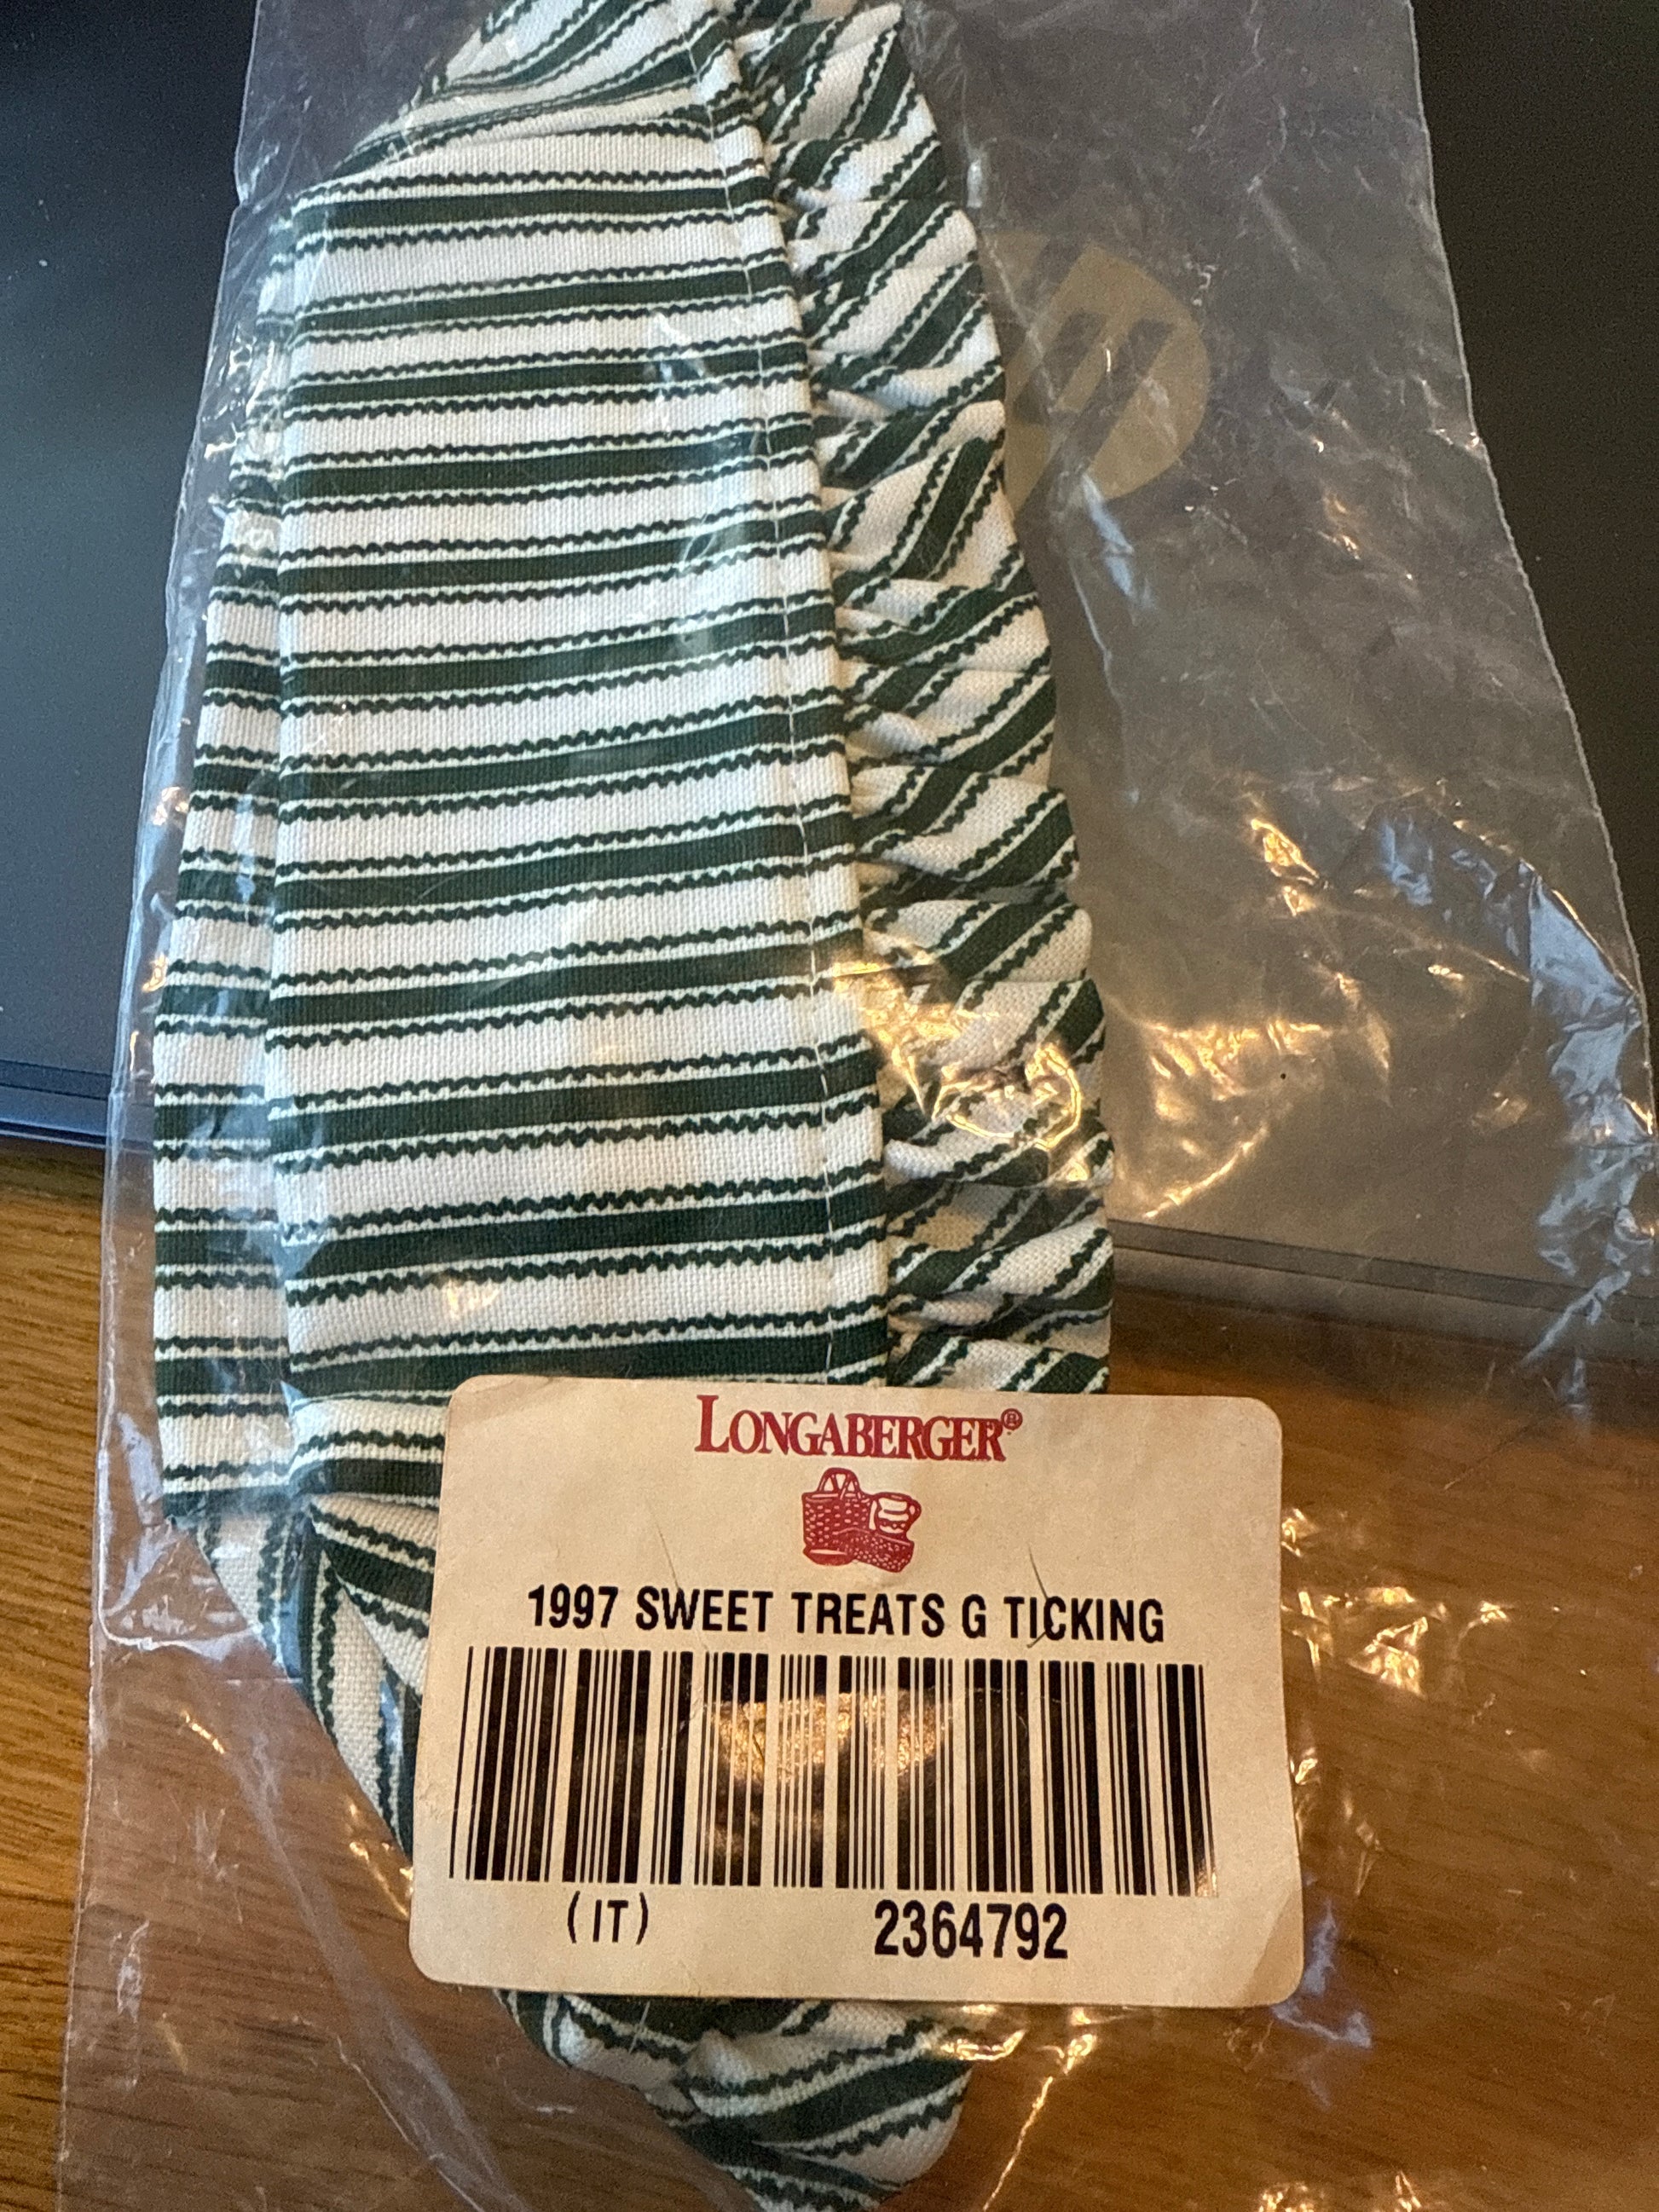 LONGABERGER®
1997 SWEET TREATS G TICKING
(IT) 2364792